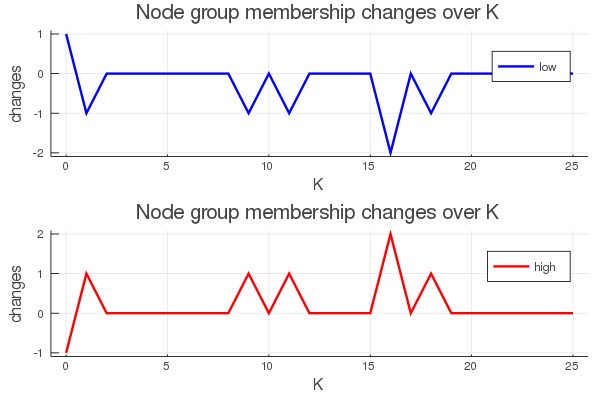 Node group membership changes over K
1
0
-1
-2
changes
low
0 5 10 15 20 25
K
Node group membership changes over K
2
1
0
-1
changes
high
0 5 10 15 20 25
K